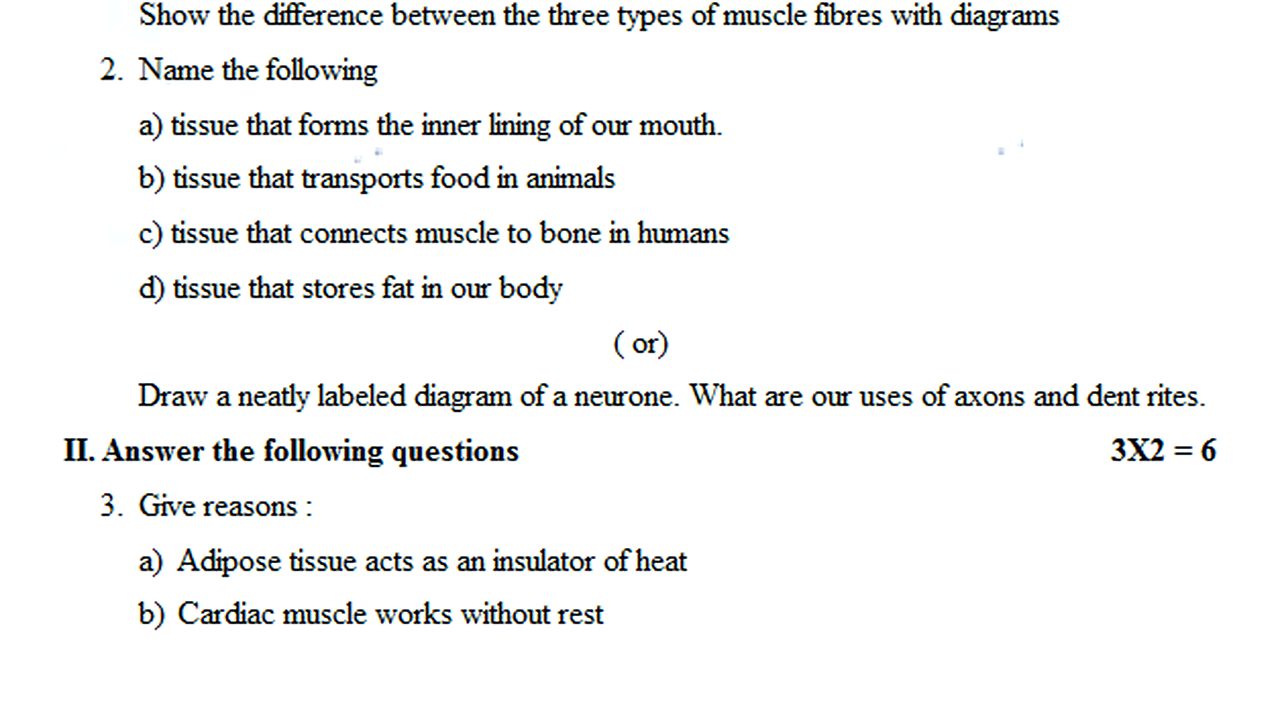 Show the difference between the three types of muscle fibres with diagrams
2. Name the following
a) tissue that forms the inner lining of our mouth.
b) tissue that transports food in animals
c) tissue that connects muscle to bone in humans
d) tissue that stores fat in our body
( or)
Draw a neatly labeled diagram of a neurone. What are our uses of axons and dent rites.
II. Answer the following questions 3X2 = 6
3. Give reasons :
a) Adipose tissue acts as an insulator of heat
b) Cardiac muscle works without rest